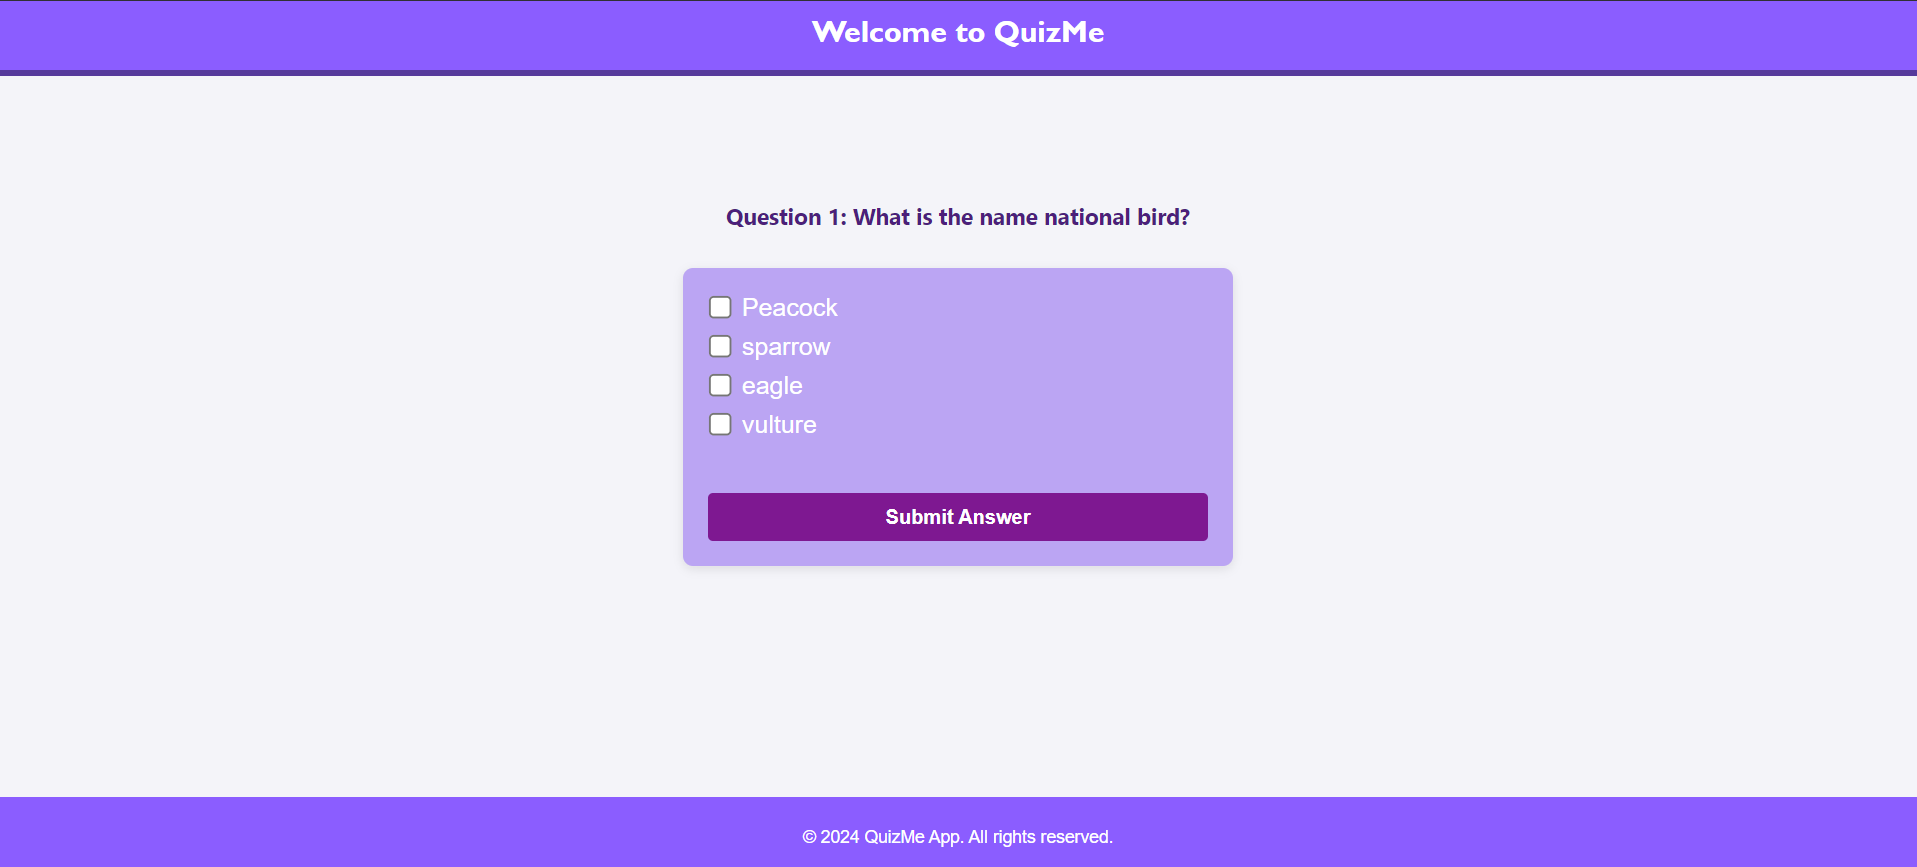 Welcome to QuizMe
Question 1: What is the name national bird?
Peacock
sparrow
eagle
vulture
Submit Answer
© 2024 QuizMe App. All rights reserved.